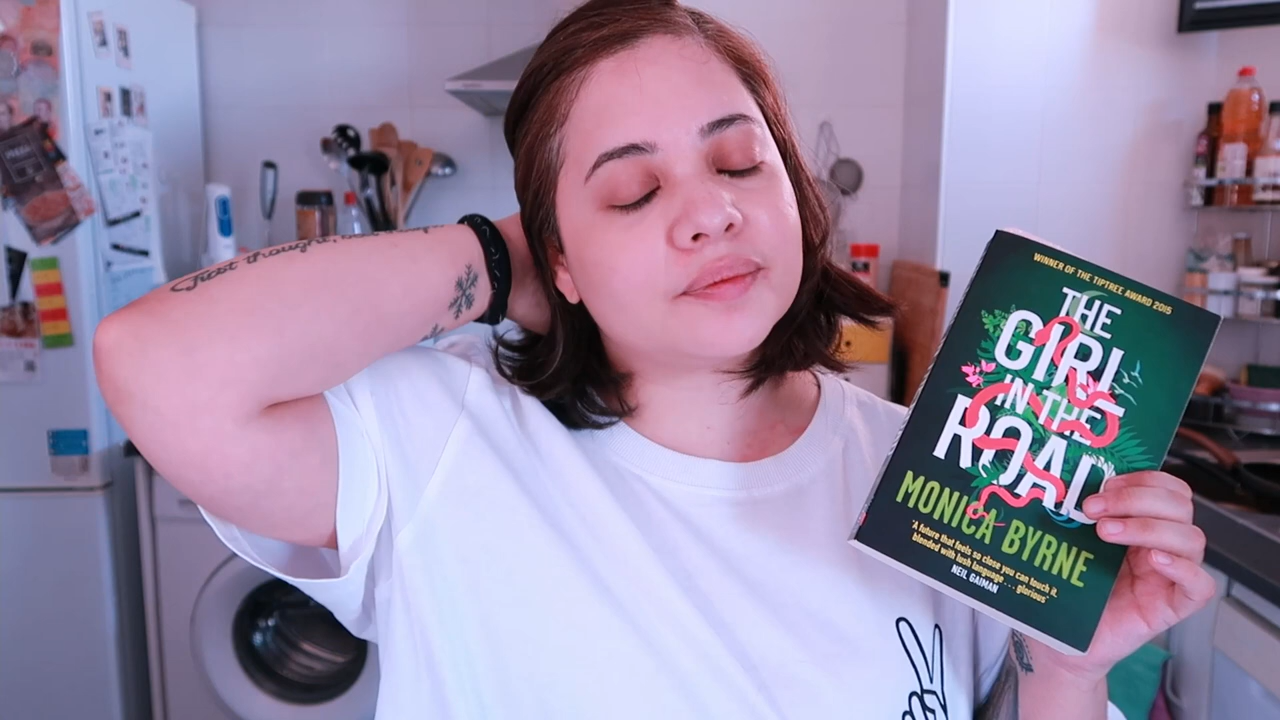 WINNER OF THE TIPTREE AWARD 2015
THE
GIRL
IN THE
ROAD
MONICA BYRNE
'A future that feels so close you can touch it,
blended with lush language . . . glorious'
NEIL GAIMAN